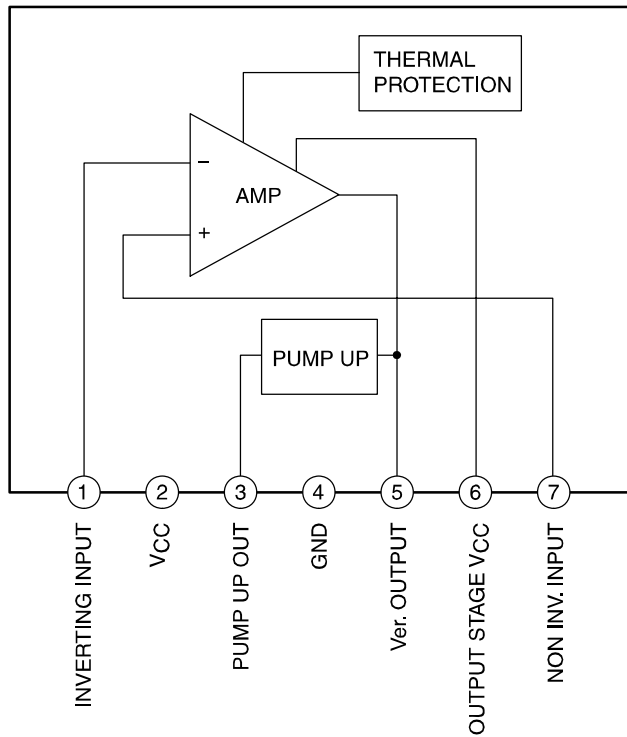 THERMAL
PROTECTION
−
AMP
+
PUMP UP
1
2
3
4
5
6
7
INVERTING INPUT
VCC
PUMP UP OUT
GND
Ver. OUTPUT
OUTPUT STAGE VCC
NON INV. INPUT